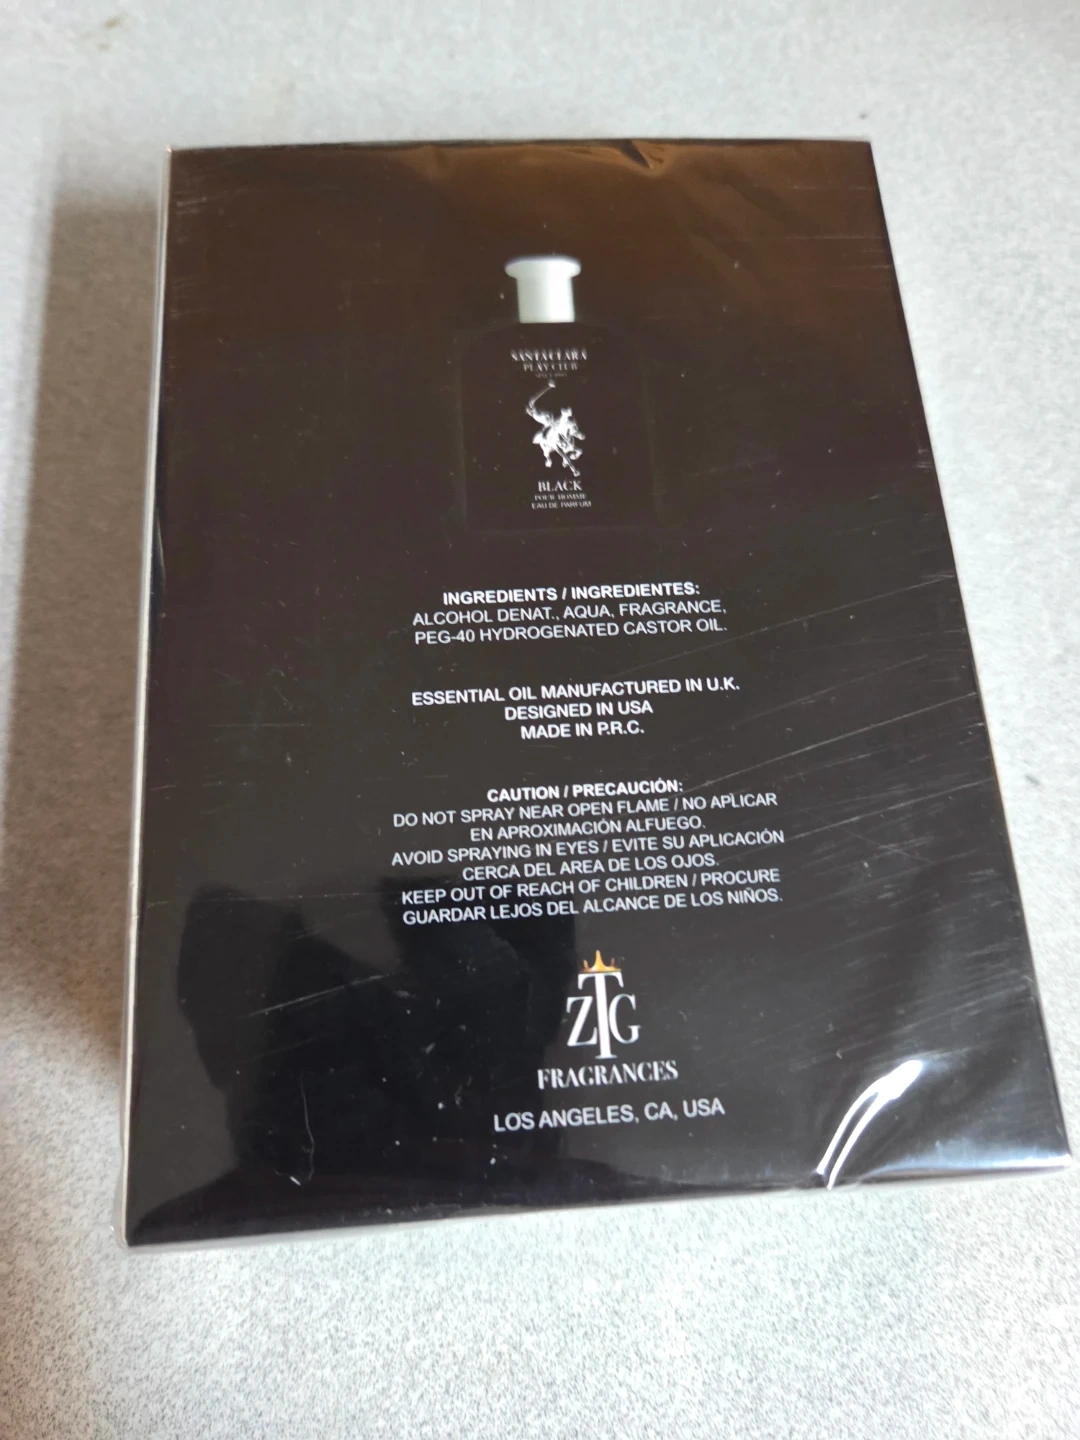 SANTA CLARA
PLAY CLUB
BLACK
POUR HOMME
EAU DE PARFUM
INGREDIENTS / INGREDIENTES:
ALCOHOL DENAT., AQUA, FRAGRANCE,
PEG-40 HYDROGENATED CASTOR OIL.
ESSENTIAL OIL MANUFACTURED IN U.K.
DESIGNED IN USA
MADE IN P.R.C.
CAUTION / PRECAUCIÓN:
DO NOT SPRAY NEAR OPEN FLAME / NO APLICAR
EN APROXIMACIÓN ALFUEGO.
AVOID SPRAYING IN EYES / EVITE SU APLICACIÓN
CERCA DEL AREA DE LOS OJOS.
KEEP OUT OF REACH OF CHILDREN / PROCURE
GUARDAR LEJOS DEL ALCANCE DE LOS NIÑOS.
ZTG
FRAGRANCES
LOS ANGELES, CA, USA